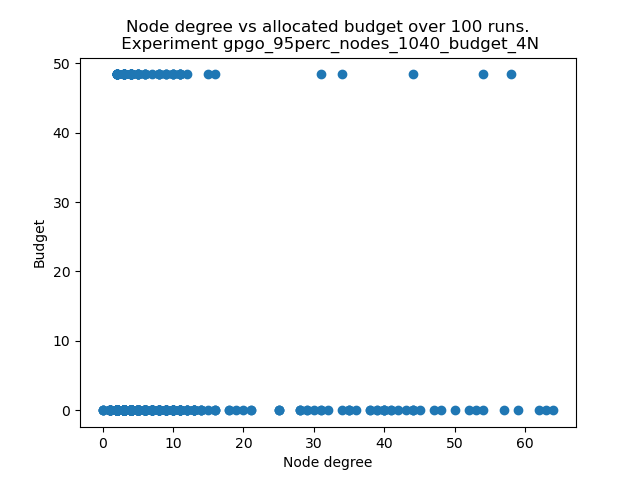 Node degree vs allocated budget over 100 runs.
Experiment gpgo_95perc_nodes_1040_budget_4N
50
40
30
20
10
0
Budget
0 10 20 30 40 50 60
Node degree